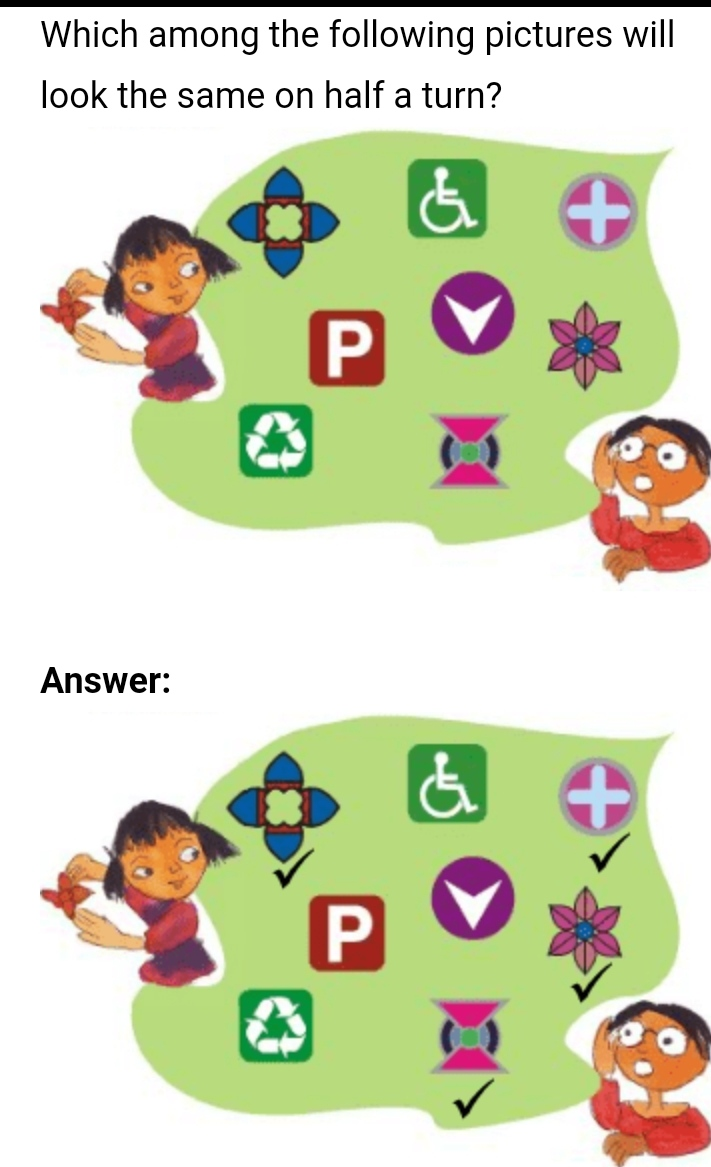 Which among the following pictures will
look the same on half a turn?
P
Answer:
P